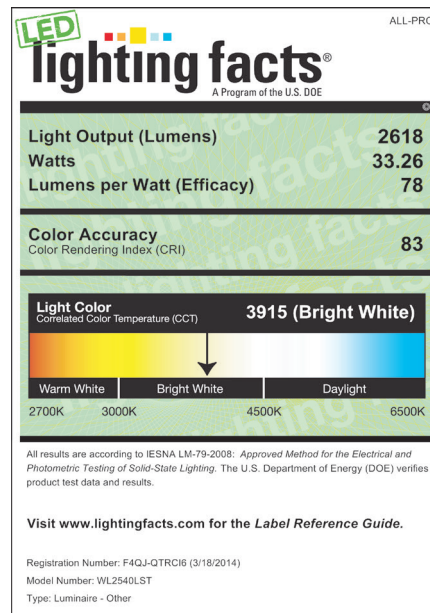 ALL-PRO
LED
lighting facts®
A Program of the U.S. DOE
Light Output (Lumens) 2618
Watts 33.26
Lumens per Watt (Efficacy) 78
Color Accuracy 83
Color Rendering Index (CRI)
Light Color 3915 (Bright White)
Correlated Color Temperature (CCT)
Warm White Bright White Daylight
2700K 3000K 4500K 6500K
All results are according to IESNA LM-79-2008: Approved Method for the Electrical and
Photometric Testing of Solid-State Lighting. The U.S. Department of Energy (DOE) verifies
product test data and results.
Visit www.lightingfacts.com for the Label Reference Guide.
Registration Number: F4QJ-QTRCI6 (3/18/2014)
Model Number: WL2540LST
Type: Luminaire - Other